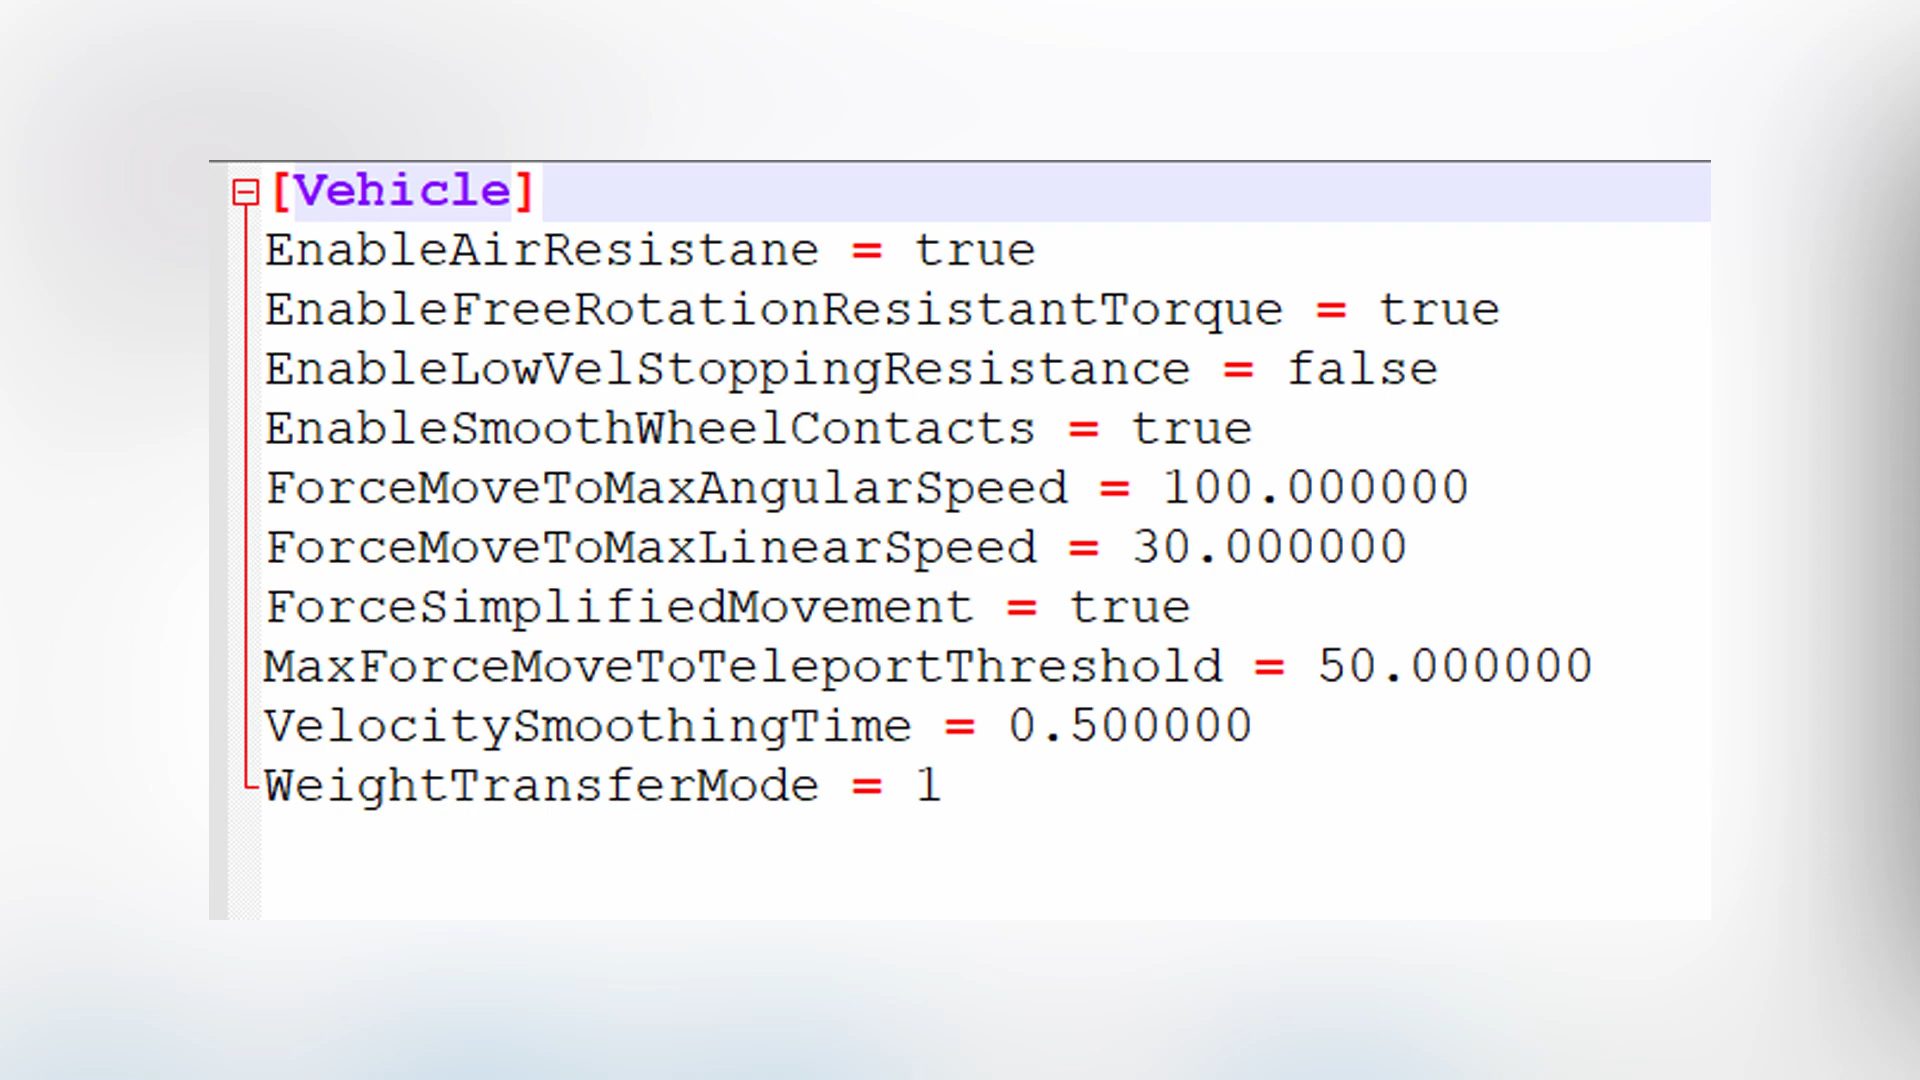 [Vehicle]
EnableAirResistane = true
EnableFreeRotationResistantTorque = true
EnableLowVelStoppingResistance = false
EnableSmoothWheelContacts = true
ForceMoveToMaxAngularSpeed = 100.000000
ForceMoveToMaxLinearSpeed = 30.000000
ForceSimplifiedMovement = true
MaxForceMoveToTeleportThreshold = 50.000000
VelocitySmoothingTime = 0.500000
WeightTransferMode = 1